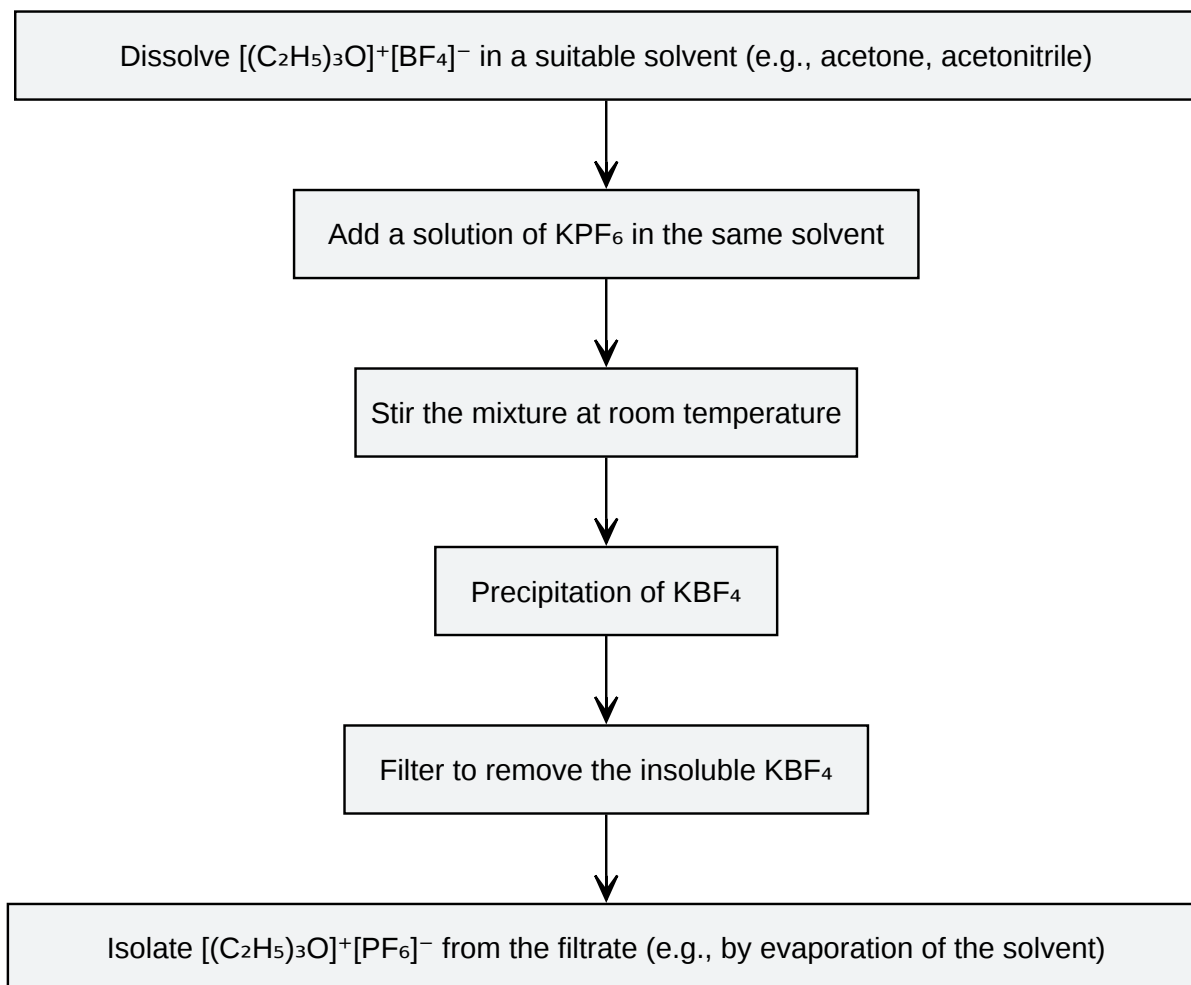 Dissolve [(C₂H₅)₃O]⁺[BF₄]⁻ in a suitable solvent (e.g., acetone, acetonitrile)
Add a solution of KPF₆ in the same solvent
Stir the mixture at room temperature
Precipitation of KBF₄
Filter to remove the insoluble KBF₄
Isolate [(C₂H₅)₃O]⁺[PF₆]⁻ from the filtrate (e.g., by evaporation of the solvent)